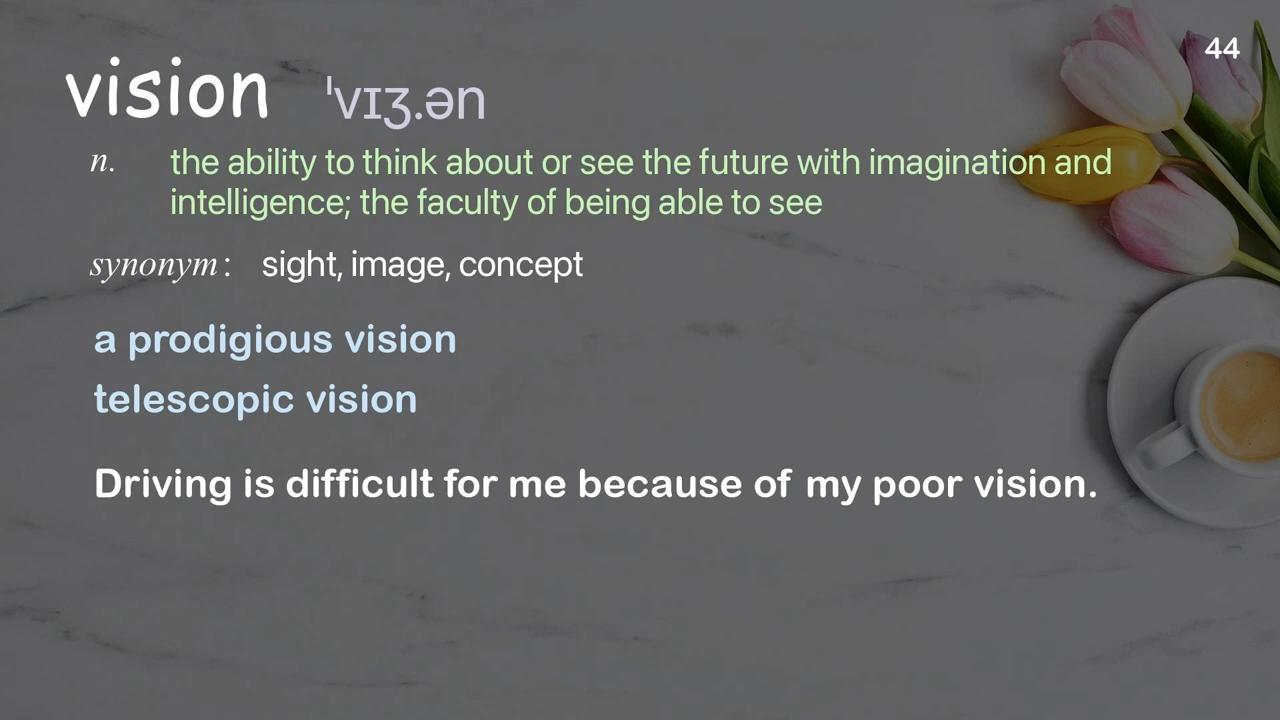 44
vision ˈvɪʒ.ən
n. the ability to think about or see the future with imagination and
intelligence; the faculty of being able to see
synonym: sight, image, concept
a prodigious vision
telescopic vision
Driving is difficult for me because of my poor vision.